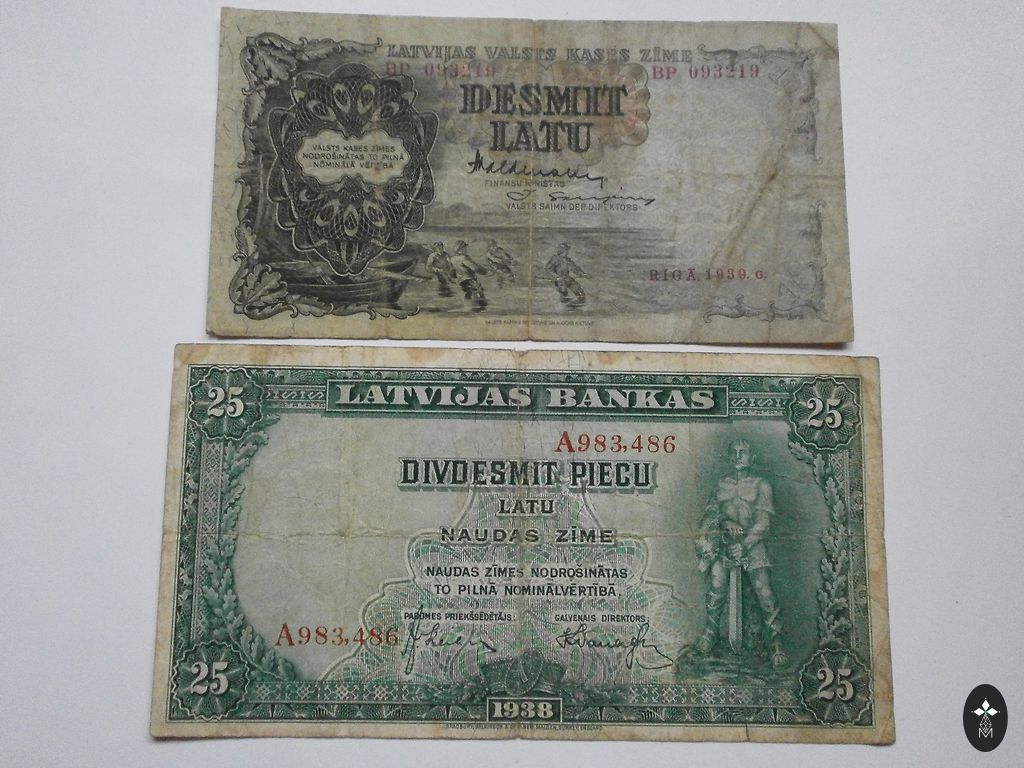 LATVIJAS VALSTS KASES ZĪME
BP 093219 BP 093219
DESMIT
LATU
VALSTS KASES ZĪMES
NODROŠINĀTAS TO PILNĀ
NOMINĀLĀ VĒRTĪBĀ
FINANSU MINISTRS
VALSTS SAIMN. DEP. DIREKTORS
RĪGĀ, 1939. G.
25 LATVIJAS BANKAS 25
A983,486
DIVDESMIT PIECU
LATU
NAUDAS ZĪME
NAUDAS ZĪMES NODROŠINĀTAS
TO PILNĀ NOMINĀLVĒRTĪBĀ.
PADOMES PRIEKŠSĒDĒTĀJS: GALVENAIS DIREKTORS
A983,486
25 1938 25
M